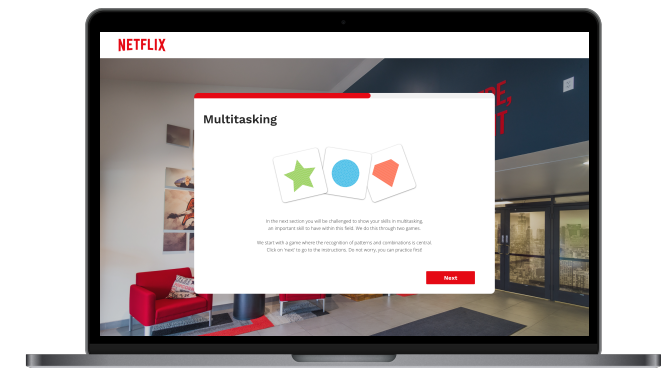 NETFLIX
Multitasking
In the next section you will be challenged to show your skills in multitasking,
an important skill to have within this field. We do this through two games.
We start with a game where the recognition of patterns and combinations is central.
Click on 'next' to go to the instructions. Do not worry, you can practice first!
Next